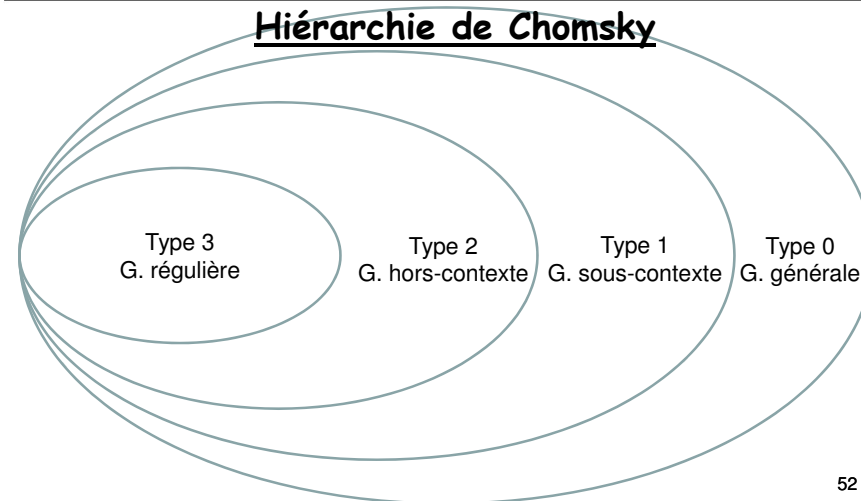 Hiérarchie de Chomsky
Type 3
G. régulière
Type 2
G. hors-contexte
Type 1
G. sous-contexte
Type 0
G. générale
52